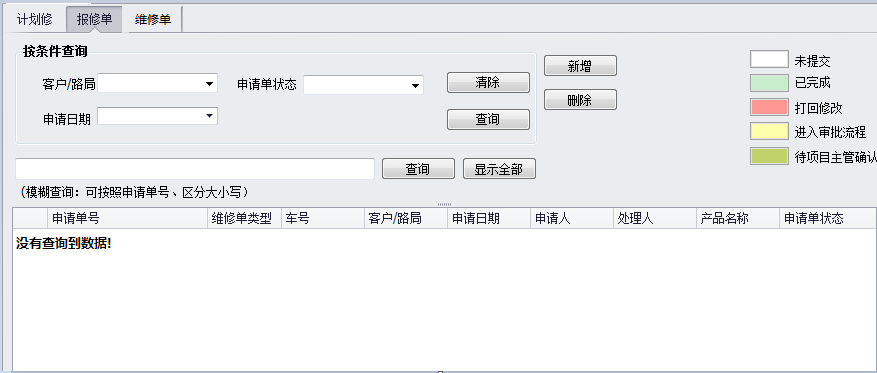 计划修 报修单 维修单
按条件查询
客户/路局 申请单状态 清除 新增
申请日期 查询 删除
未提交
已完成
打回修改
进入审批流程
待项目主管确认
查询 显示全部
(模糊查询：可按照申请单号、区分大小写)
申请单号 维修单类型 车号 客户/路局 申请日期 申请人 处理人 产品名称 申请单状态
没有查询到数据!